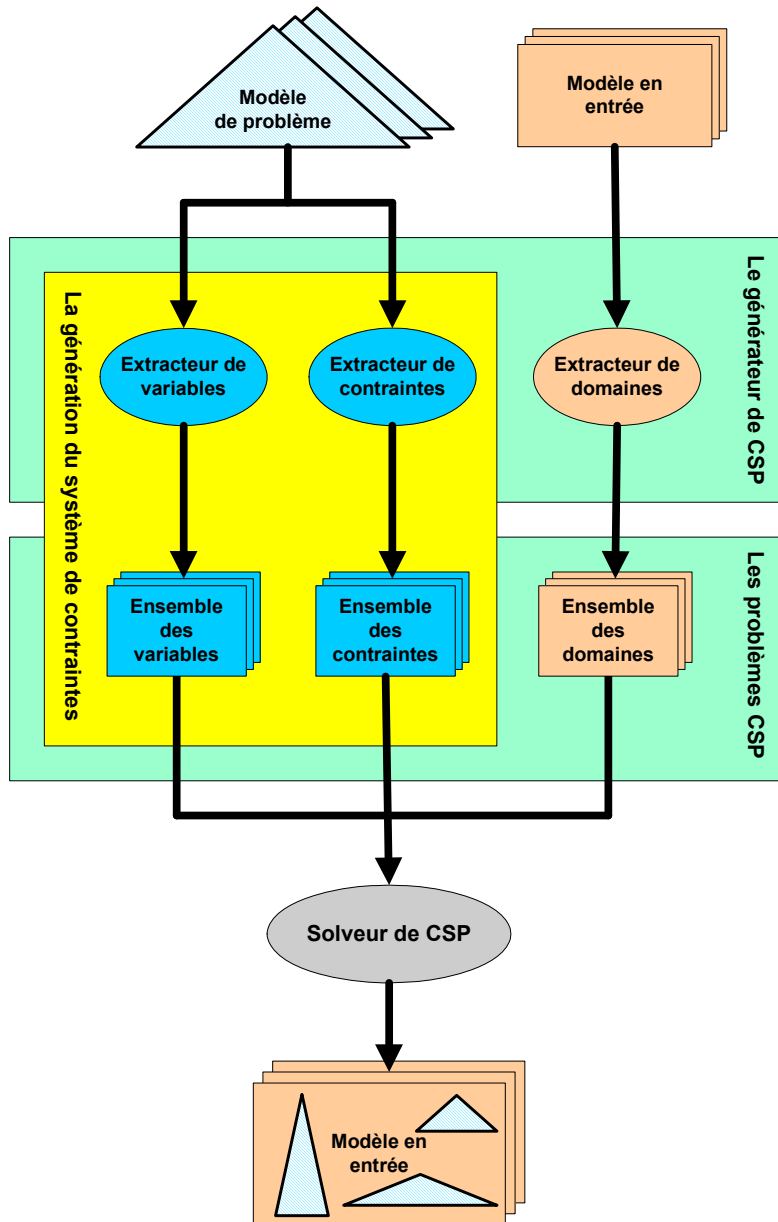 Modèle
de problème
Modèle en
entrée
Le générateur de CSP
La génération du système de contraintes
Extracteur de
variables
Extracteur de
contraintes
Extracteur de
domaines
Les problèmes CSP
Ensemble
des
variables
Ensemble
des
contraintes
Ensemble
des
domaines
Solveur de CSP
Modèle en
entrée